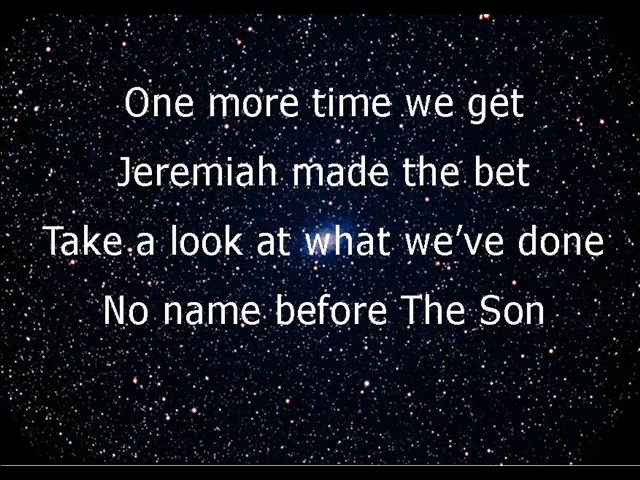 One more time we get
Jeremiah made the bet
Take a look at what we've done
No name before The Son